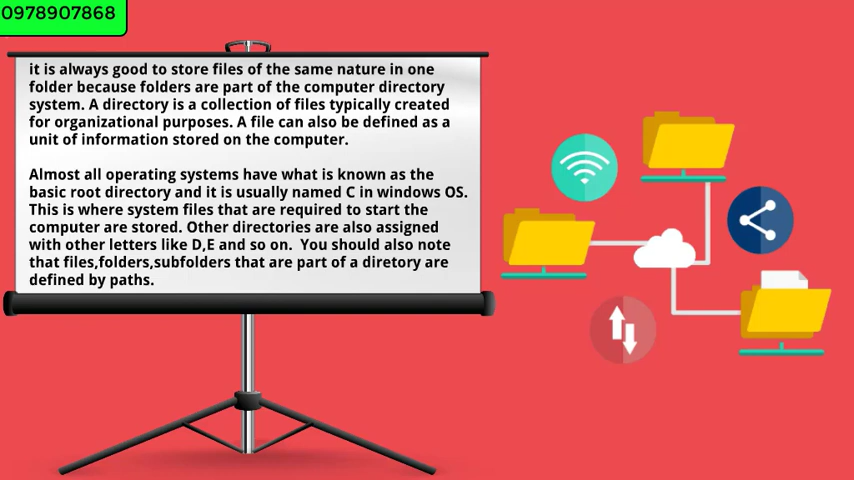 0978907868
it is always good to store files of the same nature in one
folder because folders are part of the computer directory
system. A directory is a collection of files typically created
for organizational purposes. A file can also be defined as a
unit of information stored on the computer.
Almost all operating systems have what is known as the
basic root directory and it is usually named C in windows OS.
This is where system files that are required to start the
computer are stored. Other directories are also assigned
with other letters like D,E and so on.  You should also note
that files,folders,subfolders that are part of a diretory are
defined by paths.